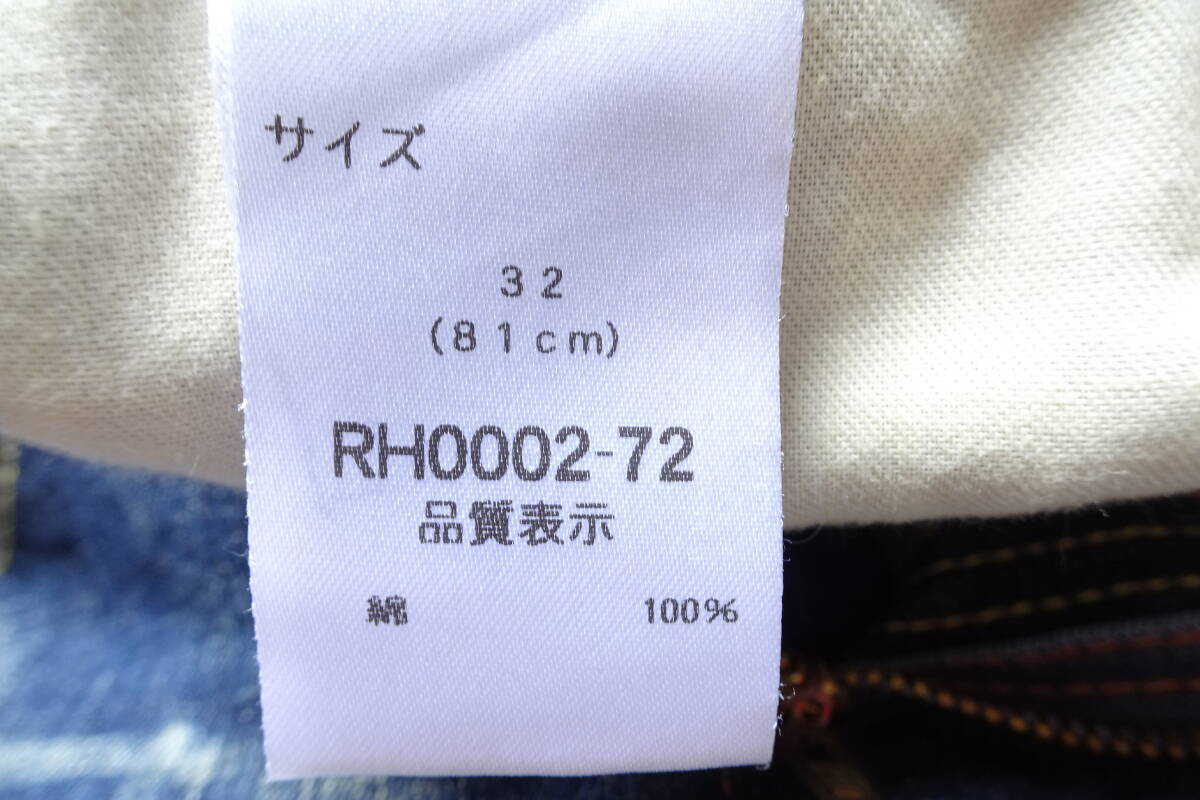 サイズ
３２
(８１ｃｍ)
RH0002-72
品質表示
綿 100%